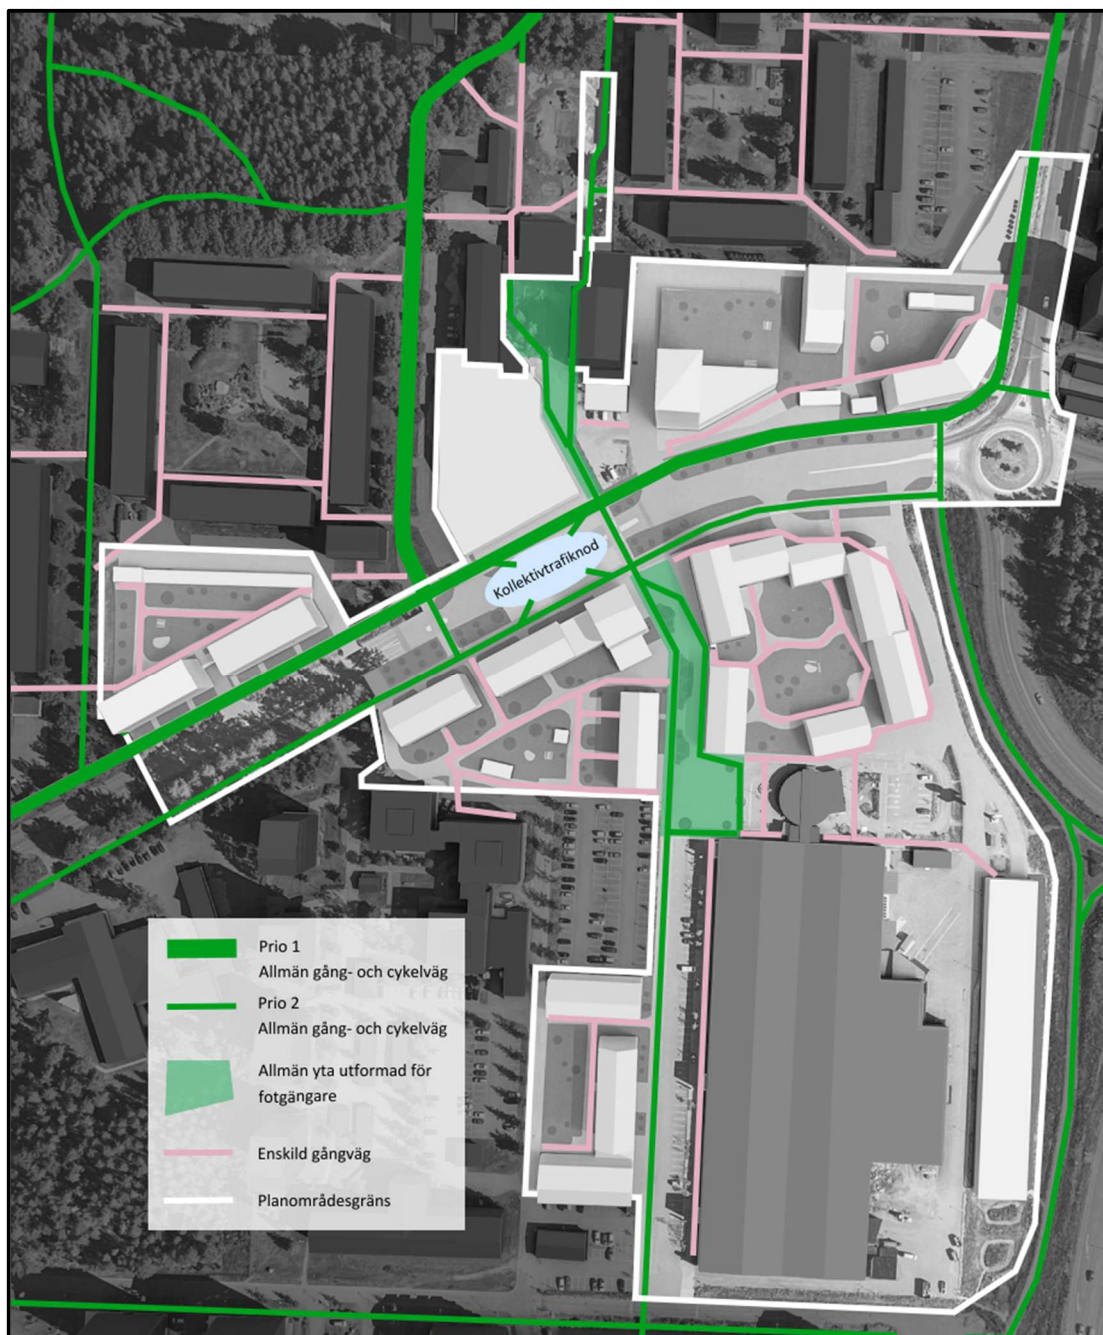 Kollektivtrafiknod
Prio 1
Allmän gång- och cykelväg
Prio 2
Allmän gång- och cykelväg
Allmän yta utformad för
fotgängare
Enskild gångväg
Planområdesgräns